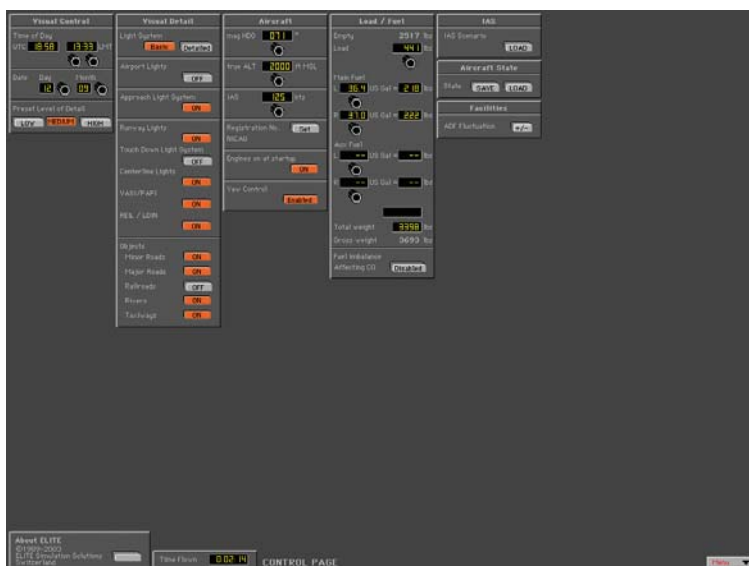 Visual Control
Time of Day
UTC 18:58 13:33 LMT
Date Day Month
12 09
Preset Level of Detail
LOW MEDIUM HIGH
Visual Detail
Light System
Basic Detailed
Airport Lights
OFF
Approach Light System
ON
Runway Lights
ON
Touch Down Light System
OFF
Centerline Lights
ON
VASI/PAPI
ON
REIL / LDIN
ON
Objects
Minor Roads ON
Major Roads ON
Railroads OFF
Rivers ON
Taxiways ON
Aircraft
mag HDG 071 °
true ALT 2000 ft MSL
IAS 125 kts
Registration No. Set
Engines on at startup
ON
Yaw Control
Enabled
Load / Fuel
Empty 2517 lbs
Load 441 lbs
Main Fuel
L 36.4 US Gal = 218 lbs
R 37.0 US Gal = 222 lbs
Aux Fuel
L -- US Gal = -- lbs
R -- US Gal = -- lbs
Total weight 3398 lbs
Gross weight 3693 lbs
Fuel Imbalance
Affecting CG Disabled
IAS
IAS Scenario
LOAD
Aircraft State
State SAVE LOAD
Facilities
ADF Fluctuation +/-
About ELITE
©1989-2003
ELITE Simulation Solutions
Switzerland
Time Flown 0:02:14
CONTROL PAGE
Menu